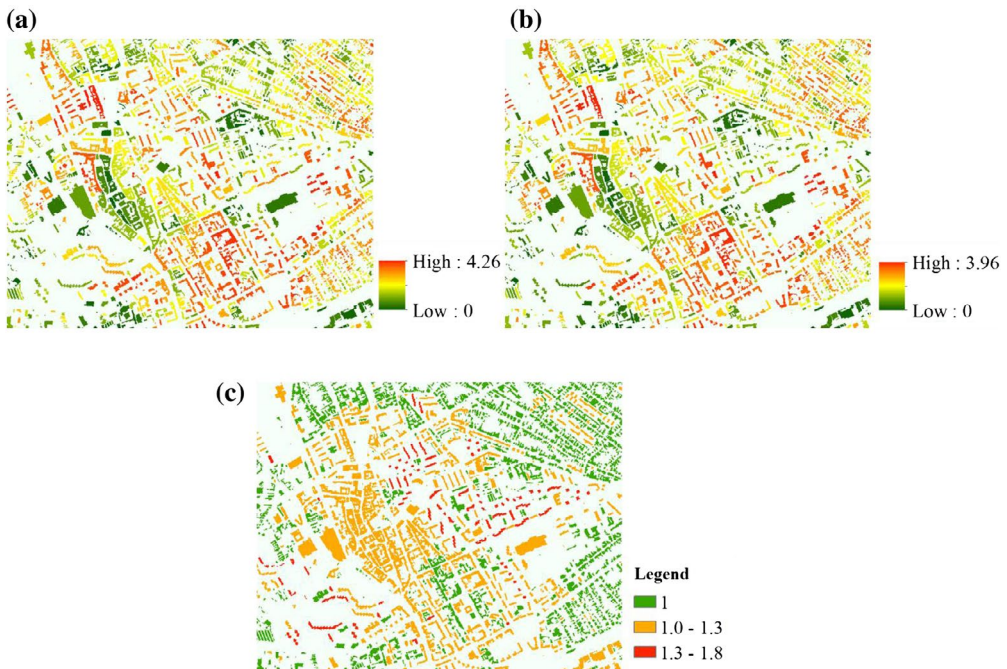 (a)
(b)
High : 4.26
Low : 0
High : 3.96
Low : 0
(c)
Legend
1
1.0 - 1.3
1.3 - 1.8